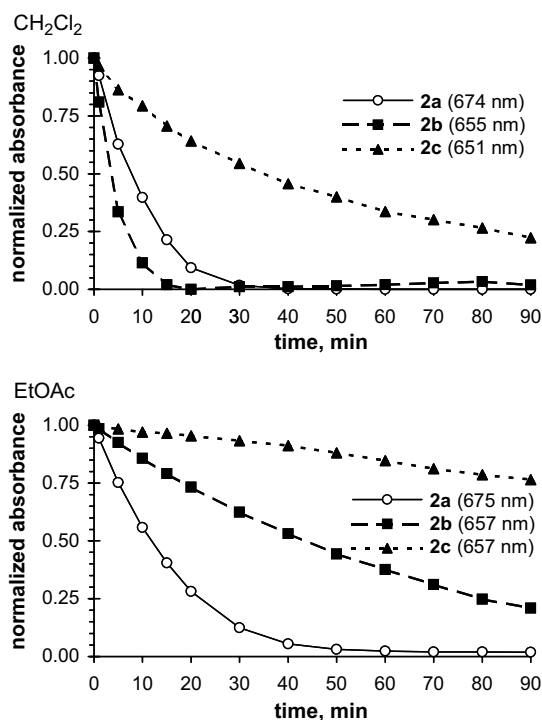 CH₂Cl₂
normalized absorbance
1.00
0.75
0.50
0.25
0.00
2a (674 nm)
2b (655 nm)
2c (651 nm)
0 10 20 30 40 50 60 70 80 90
time, min
EtOAc
normalized absorbance
1.00
0.75
0.50
0.25
0.00
2a (675 nm)
2b (657 nm)
2c (657 nm)
0 10 20 30 40 50 60 70 80 90
time, min